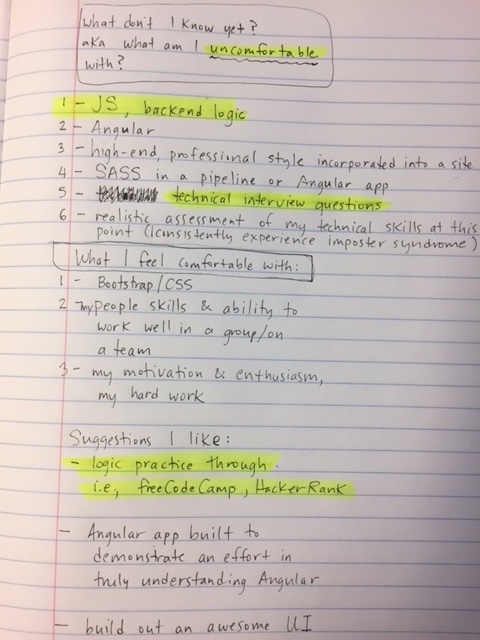 What don't I know yet?
aka what am I uncomfortable
with?
1 - JS, backend logic
2 - Angular
3 - high-end, professional style incorporated into a site
4 - SASS in a pipeline or Angular app
5 - technical interview questions
6 - realistic assessment of my technical skills at this
point (I consistently experience imposter syndrome)
What I feel comfortable with:
1 - Bootstrap/CSS
2 - my people skills & ability to
work well in a group/on
a team
3 - my motivation & enthusiasm,
my hard work
Suggestions I like:
- logic practice through
i.e, freeCodeCamp, HackerRank
- Angular app built to
demonstrate an effort in
truly understanding Angular
- build out an awesome UI